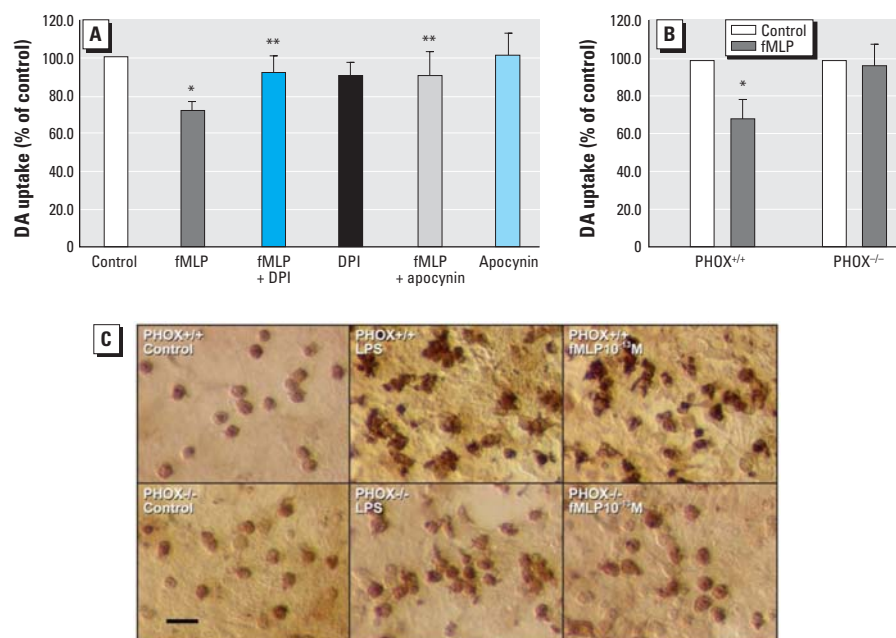 A
DA uptake (% of control)
120.0
100.0
80.0
60.0
40.0
20.0
0
*
**
**
Control
fMLP
fMLP
+ DPI
DPI
fMLP
+ apocynin
Apocynin
B
Control
fMLP
DA uptake (% of control)
120.0
100.0
80.0
60.0
40.0
20.0
0
*
PHOX+/+
PHOX–/–
C
PHOX+/+
Control
PHOX+/+
LPS
PHOX+/+
fMLP10-13M
PHOX-/-
Control
PHOX-/-
LPS
PHOX-/-
fMLP10-13M